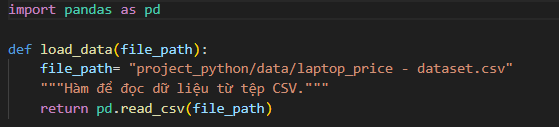 import pandas as pd
def load_data(file_path):
file_path= "project_python/data/laptop_price - dataset.csv"
"""Hàm để đọc dữ liệu từ tệp CSV."""
return pd.read_csv(file_path)